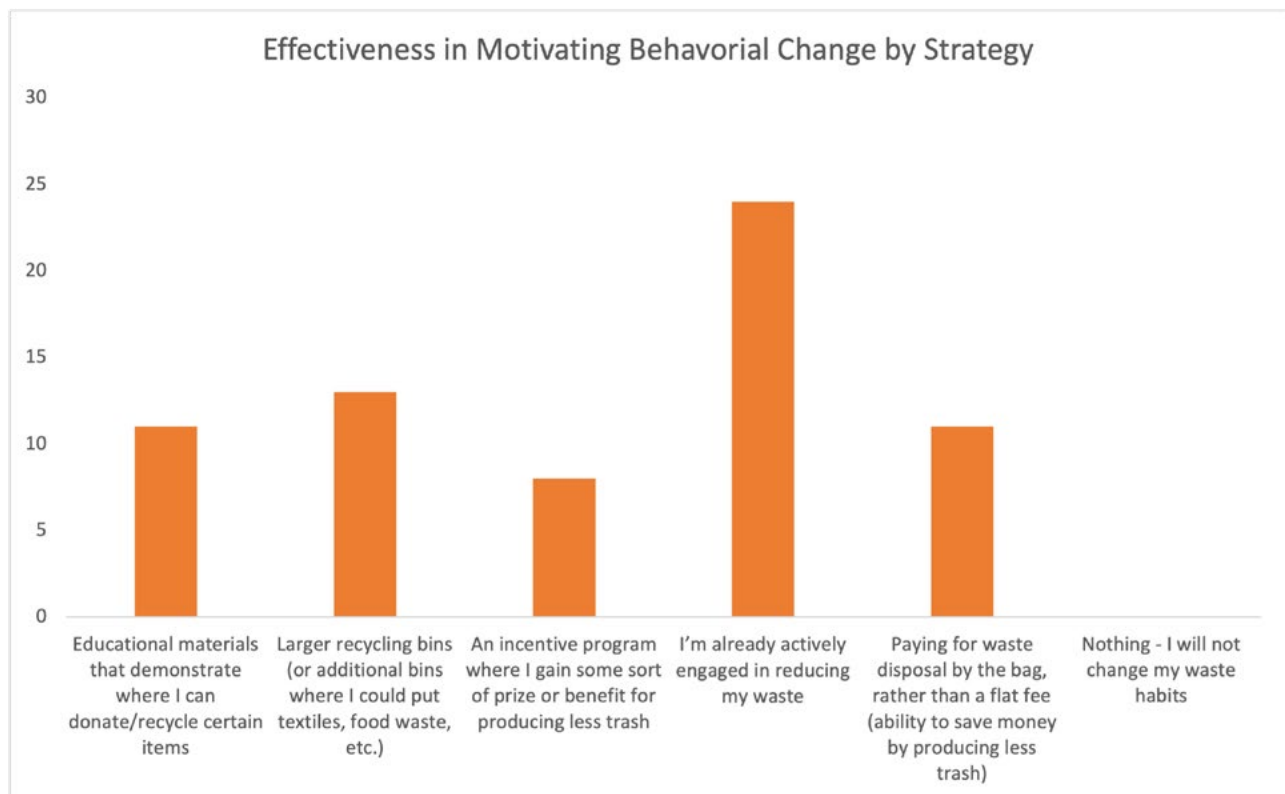 Effectiveness in Motivating Behavorial Change by Strategy
30
25
20
15
10
5
0
Educational materials
that demonstrate
where I can
donate/recycle certain
items
Larger recycling bins
(or additional bins
where I could put
textiles, food waste,
etc.)
An incentive program
where I gain some sort
of prize or benefit for
producing less trash
I’m already actively
engaged in reducing
my waste
Paying for waste
disposal by the bag,
rather than a flat fee
(ability to save money
by producing less
trash)
Nothing - I will not
change my waste
habits